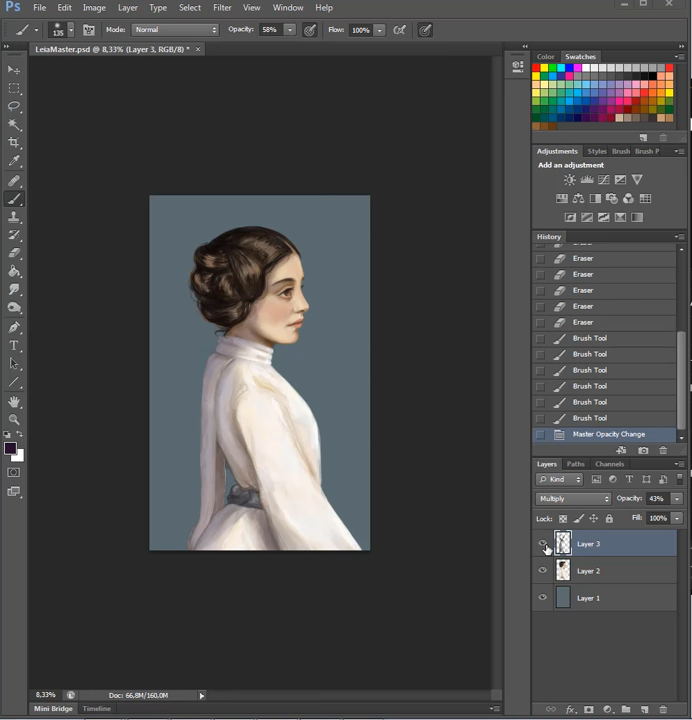 Ps File Edit Image Layer Type Select Filter View Window Help
135 Mode: Normal Opacity: 58% Flow: 100%
LeiaMaster.psd @ 8,33% (Layer 3, RGB/8) * ×
Color Swatches
Adjustments Styles Brush Brush P
Add an adjustment
History
Eraser
Eraser
Eraser
Eraser
Eraser
Brush Tool
Brush Tool
Brush Tool
Brush Tool
Brush Tool
Brush Tool
Master Opacity Change
Layers Paths Channels
Kind
Multiply Opacity: 43%
Lock: Fill: 100%
Layer 3
Layer 2
Layer 1
8,33% Doc: 66,8M/160,0M
Mini Bridge Timeline
fx